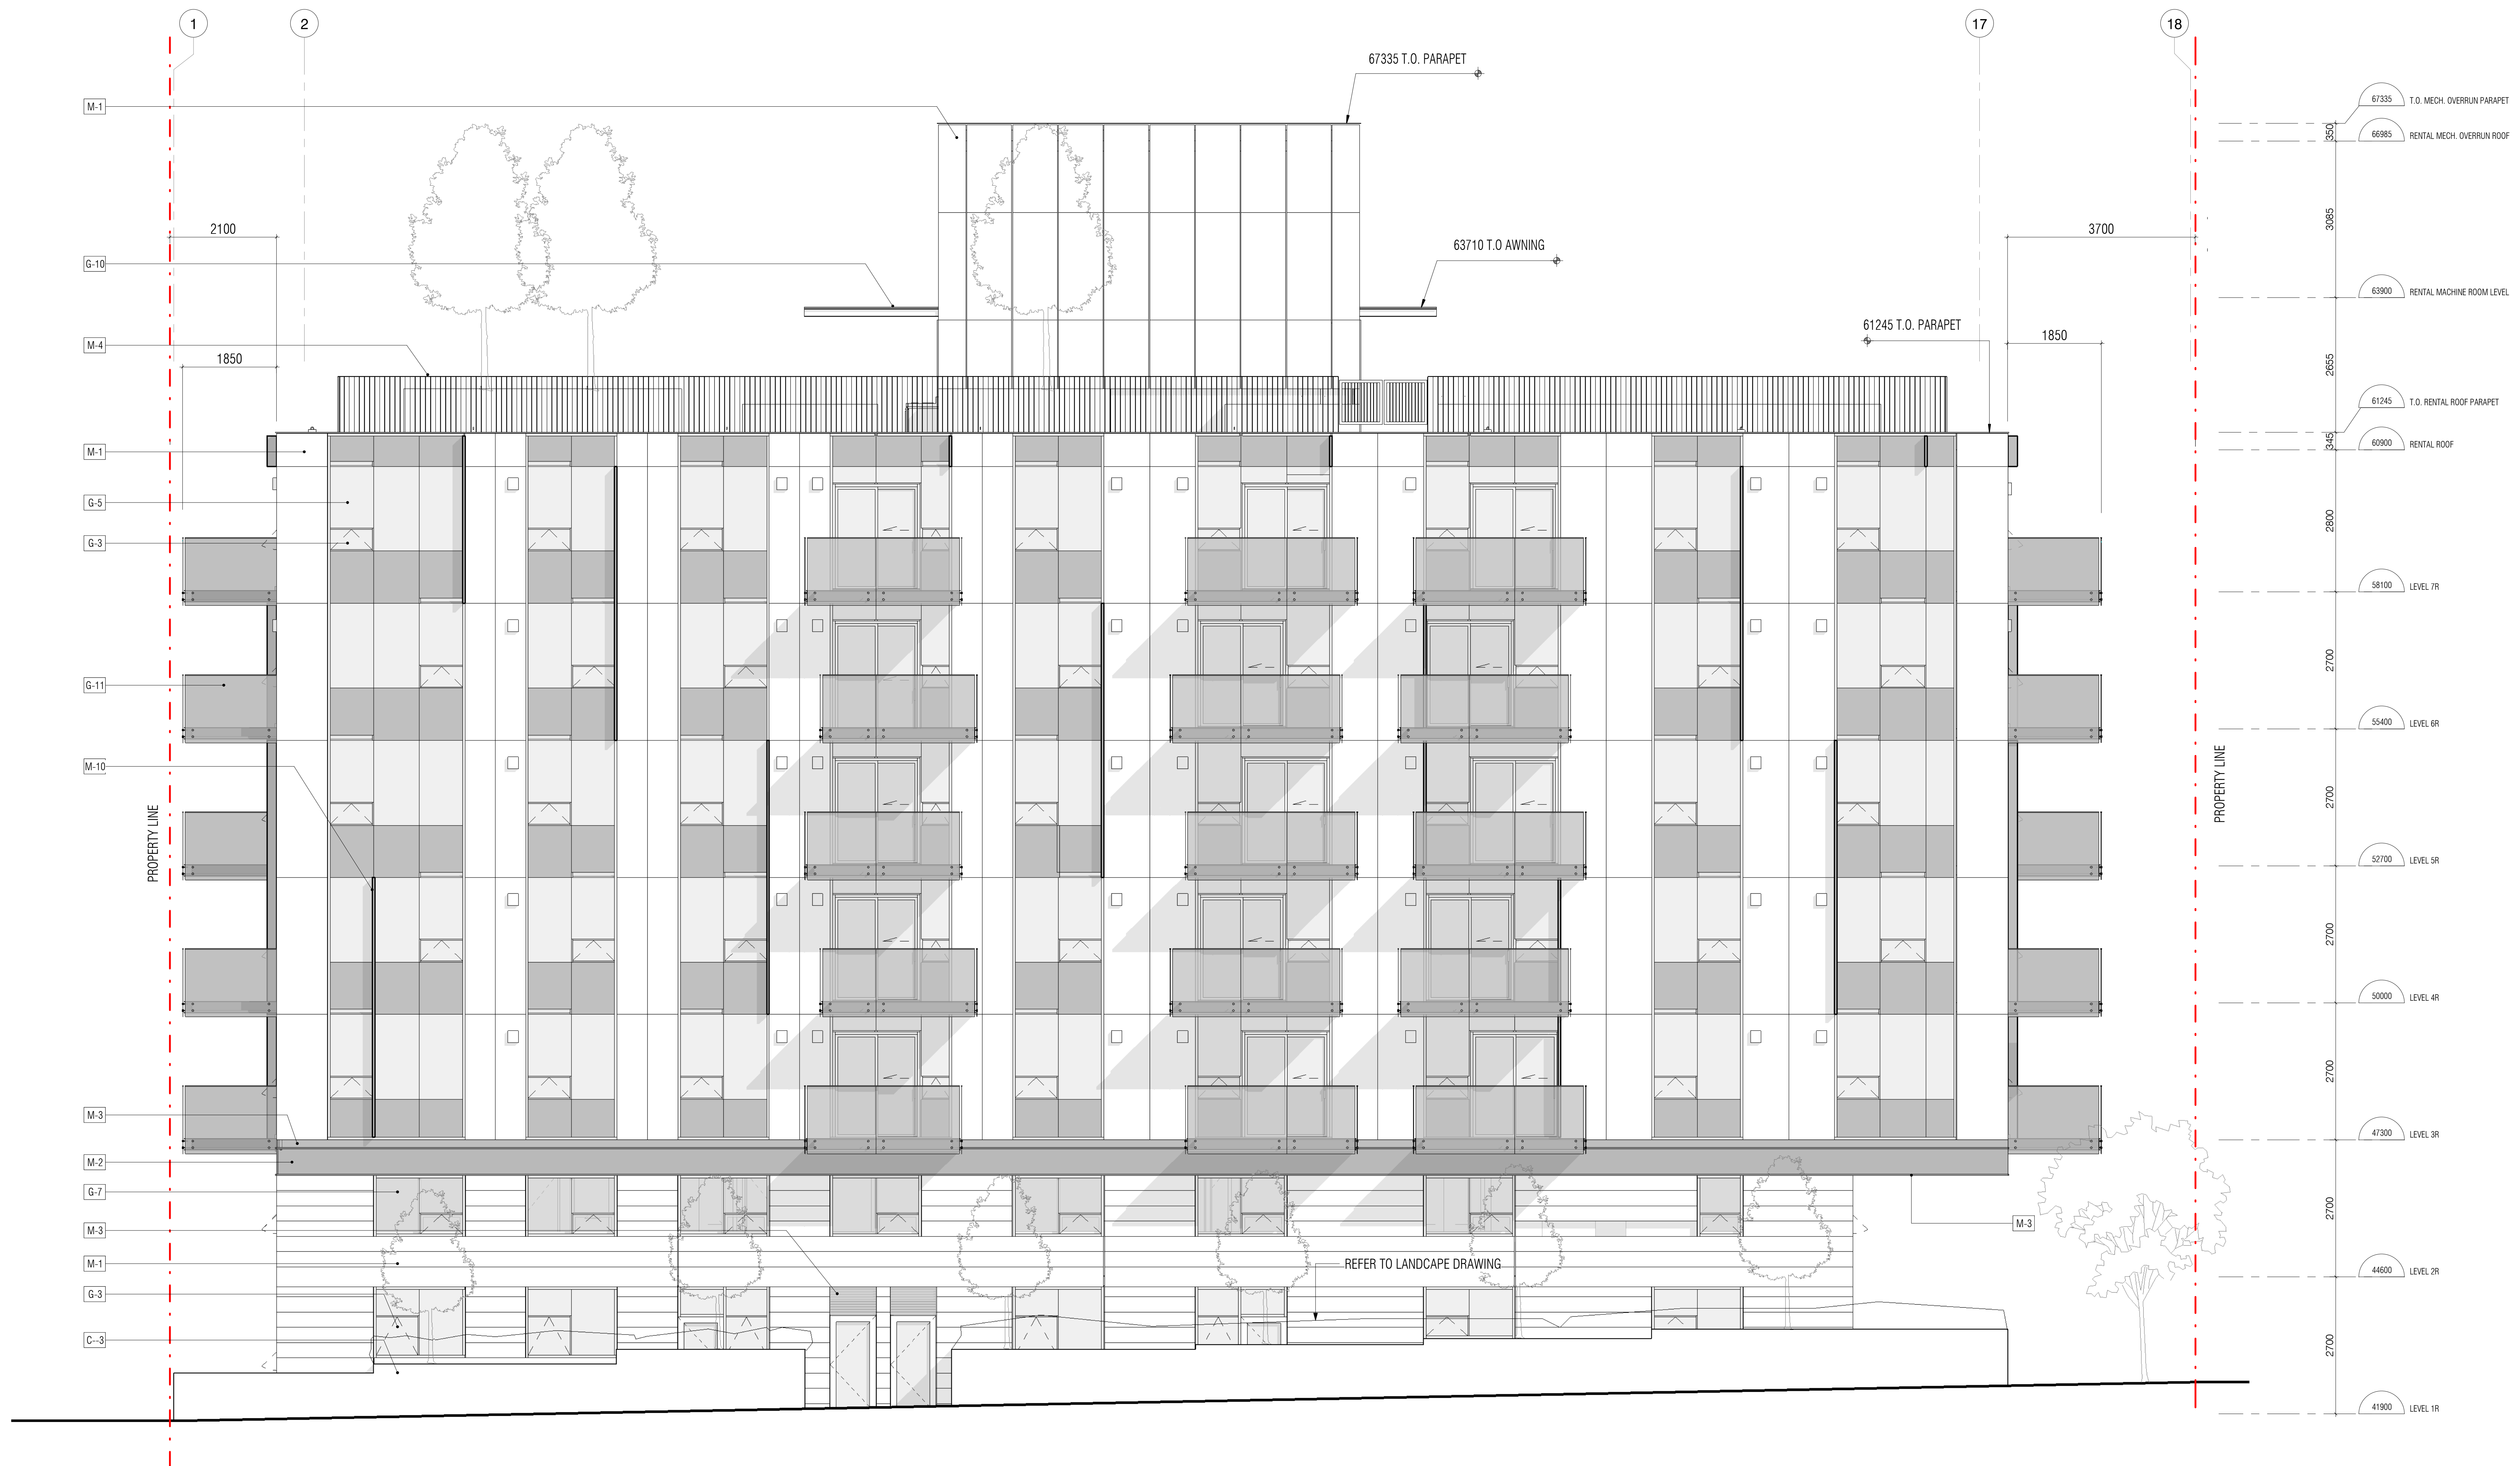 1
2
17
18
67335 T.O. PARAPET
M-1
67335 T.O. MECH. OVERRUN PARAPET
350
66985 RENTAL MECH. OVERRUN ROOF
2100
3085
3700
G-10
63710 T.O AWNING
63900 RENTAL MACHINE ROOM LEVEL
61245 T.O. PARAPET
M-4
1850
1850
2655
61245 T.O. RENTAL ROOF PARAPET
345
60900 RENTAL ROOF
M-1
G-5
2800
G-3
58100 LEVEL 7R
2700
G-11
55400 LEVEL 6R
M-10
PROPERTY LINE
PROPERTY LINE
2700
52700 LEVEL 5R
2700
50000 LEVEL 4R
2700
M-3
47300 LEVEL 3R
M-2
G-7
2700
M-3
M-3
M-1
REFER TO LANDCAPE DRAWING
44600 LEVEL 2R
G-3
C--3
2700
41900 LEVEL 1R